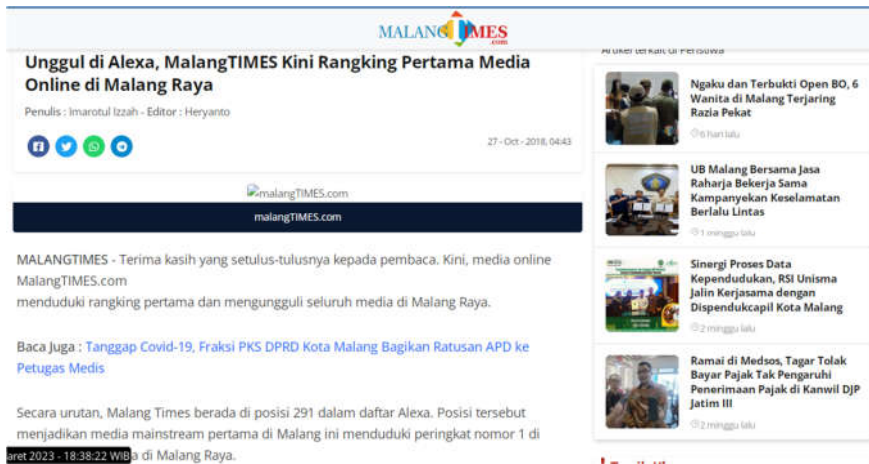 MALANGTIMES
.com
Unggul di Alexa, MalangTIMES Kini Rangking Pertama Media
Online di Malang Raya
Penulis : Imarotul Izzah - Editor : Heryanto
27 - Oct - 2018, 04:43
malangTIMES.com
malangTIMES.com
MALANGTIMES - Terima kasih yang setulus-tulusnya kepada pembaca. Kini, media online
MalangTIMES.com
menduduki rangking pertama dan mengungguli seluruh media di Malang Raya.
Baca Juga : Tanggap Covid-19, Fraksi PKS DPRD Kota Malang Bagikan Ratusan APD ke
Petugas Medis
Secara urutan, Malang Times berada di posisi 291 dalam daftar Alexa. Posisi tersebut
menjadikan media mainstream pertama di Malang ini menduduki peringkat nomor 1 di
a di Malang Raya.
aret 2023 - 18:38:22 WIB
Artikel terkait di Peristiwa
Ngaku dan Terbukti Open BO, 6
Wanita di Malang Terjaring
Razia Pekat
6 hari lalu
UB Malang Bersama Jasa
Raharja Bekerja Sama
Kampanyekan Keselamatan
Berlalu Lintas
1 minggu lalu
Sinergi Proses Data
Kependudukan, RSI Unisma
Jalin Kerjasama dengan
Dispendukcapil Kota Malang
2 minggu lalu
Ramai di Medsos, Tagar Tolak
Bayar Pajak Tak Pengaruhi
Penerimaan Pajak di Kanwil DJP
Jatim III
2 minggu lalu